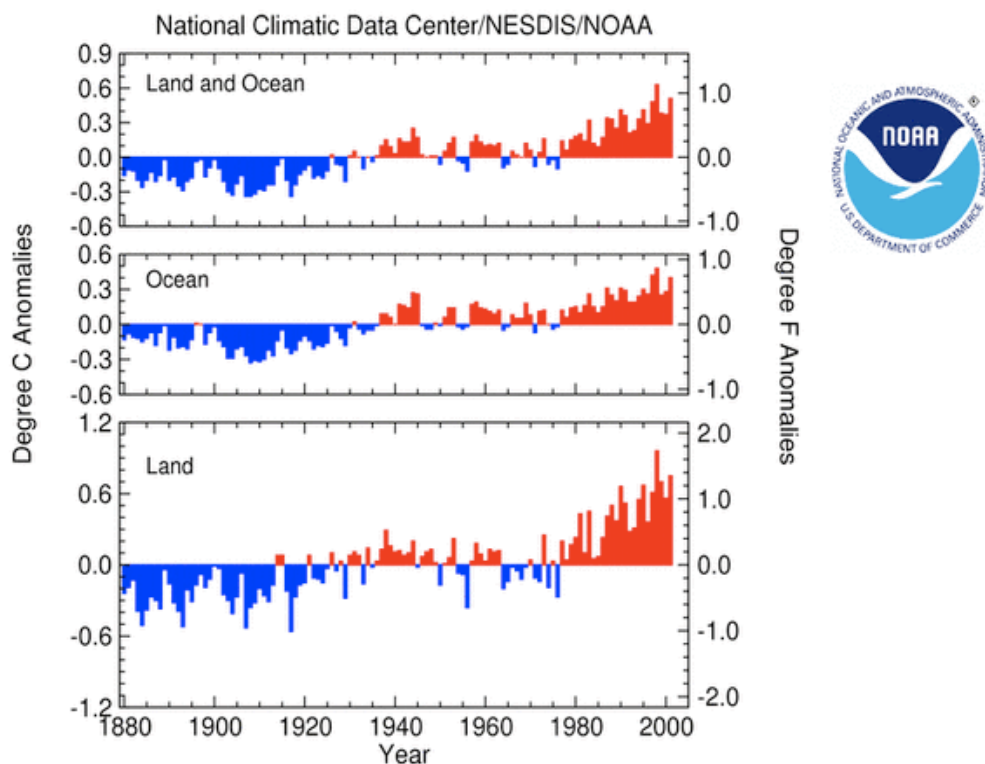 National Climatic Data Center/NESDIS/NOAA
Degree C Anomalies
Land and Ocean
0.9
0.6
0.3
0.0
-0.3
-0.6
1.0
0.0
-1.0
Ocean
0.6
0.3
0.0
-0.3
-0.6
1.0
0.0
-1.0
Land
1.2
0.6
0.0
-0.6
-1.2
2.0
1.0
0.0
-1.0
-2.0
1880 1900 1920 1940 1960 1980 2000
Year
Degree F Anomalies
NATIONAL OCEANIC AND ATMOSPHERIC
NOAA
U.S. DEPARTMENT OF COMMERCE